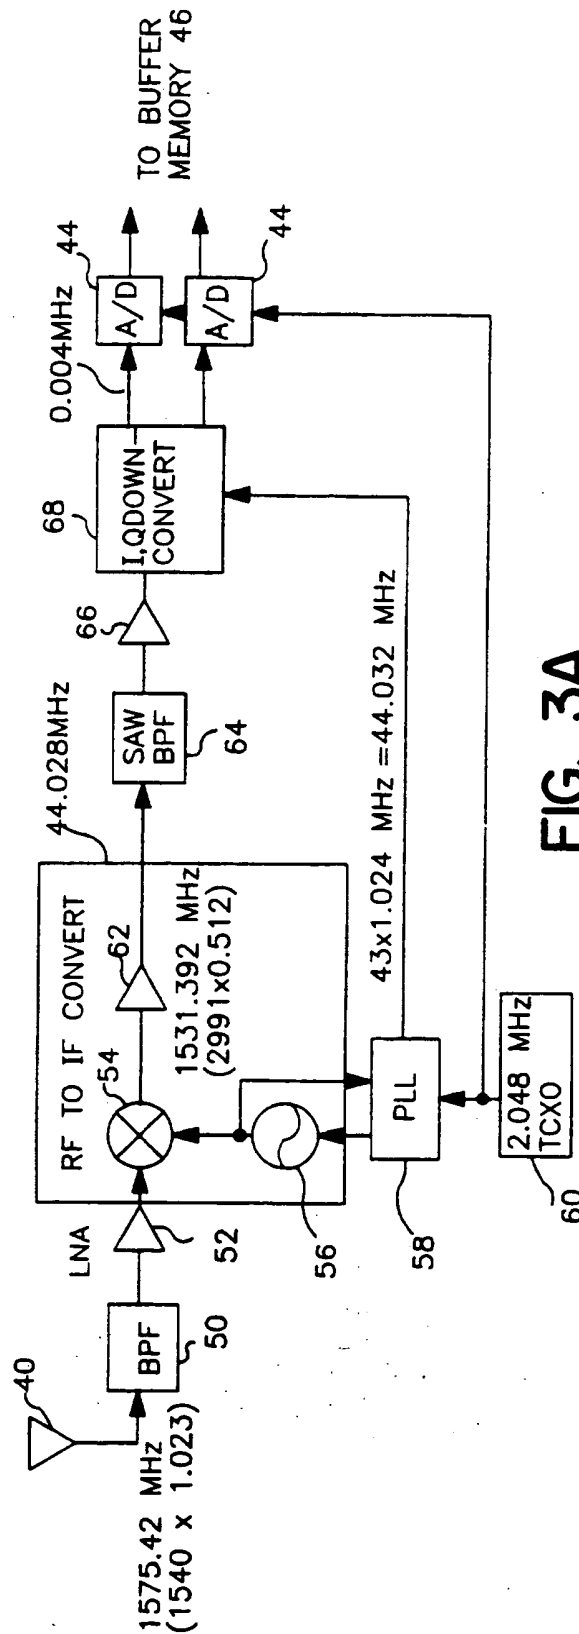 40
1575.42 MHz
(1540 x 1.023)
BPF
50
LNA
52
RF TO IF CONVERT
54
56
62
1531.392 MHz
(2991x0.512)
44.028MHz
SAW
BPF
64
66
68
I,QDOWN
CONVERT
0.004MHz
44
A/D
A/D
44
TO BUFFER
MEMORY 46
PLL
58
43x1.024 MHz =44.032 MHz
2.048 MHz
TCXO
60
FIG. 3A